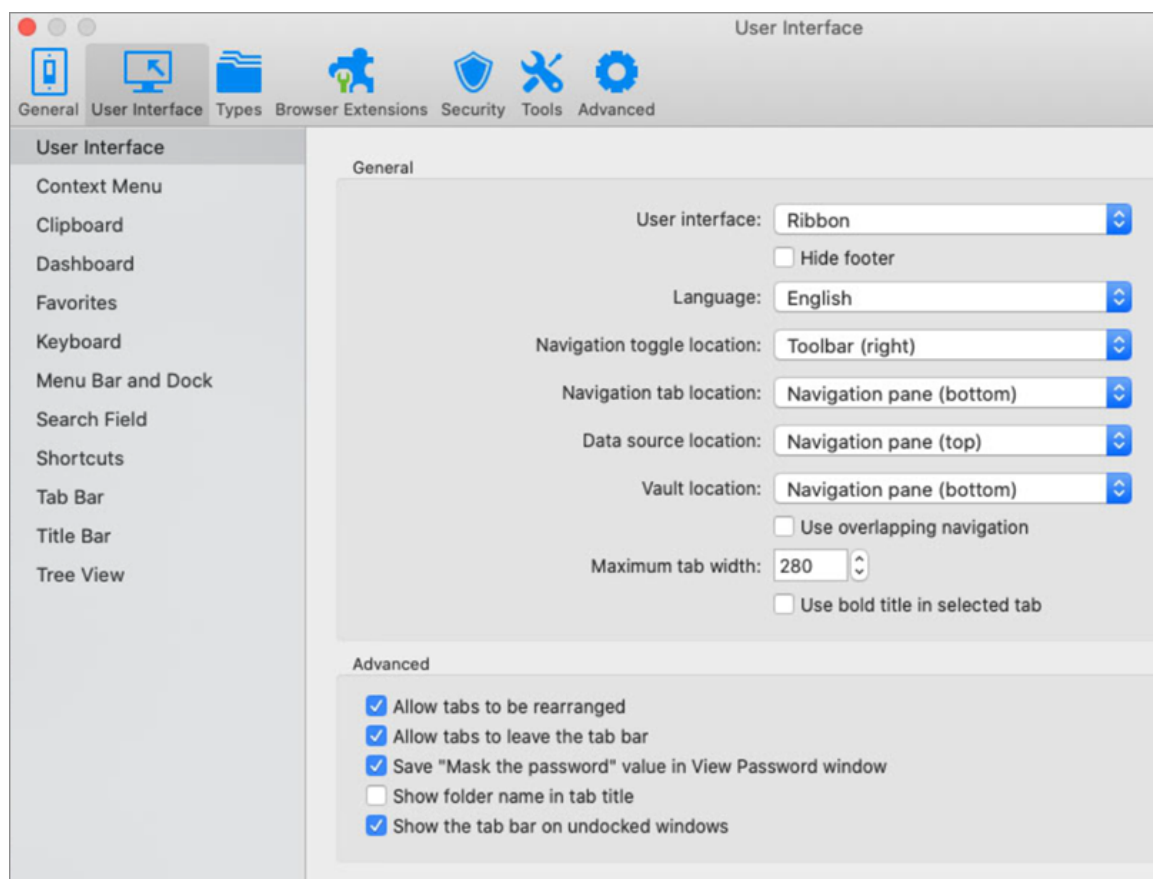 User Interface
General User Interface Types Browser Extensions Security Tools Advanced
User Interface
Context Menu
Clipboard
Dashboard
Favorites
Keyboard
Menu Bar and Dock
Search Field
Shortcuts
Tab Bar
Title Bar
Tree View
General
User interface: Ribbon
Hide footer
Language: English
Navigation toggle location: Toolbar (right)
Navigation tab location: Navigation pane (bottom)
Data source location: Navigation pane (top)
Vault location: Navigation pane (bottom)
Use overlapping navigation
Maximum tab width: 280
Use bold title in selected tab
Advanced
Allow tabs to be rearranged
Allow tabs to leave the tab bar
Save "Mask the password" value in View Password window
Show folder name in tab title
Show the tab bar on undocked windows